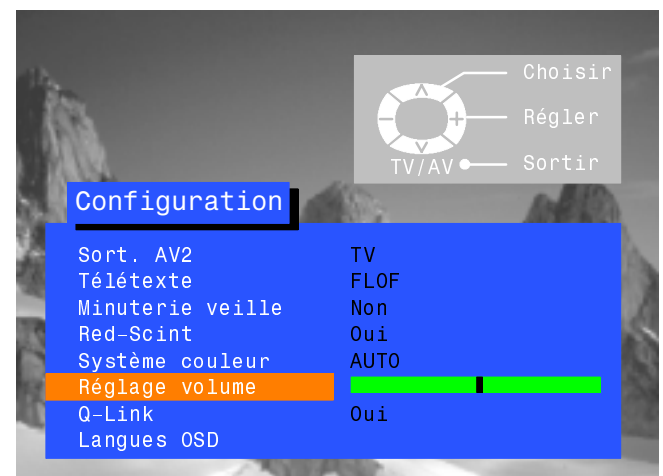 Choisir
Régler
TV/AV Sortir
Configuration
Sort. AV2 TV
Télétexte FLOF
Minuterie veille Non
Red-Scint Oui
Système couleur AUTO
Réglage volume
Q-Link Oui
Langues OSD